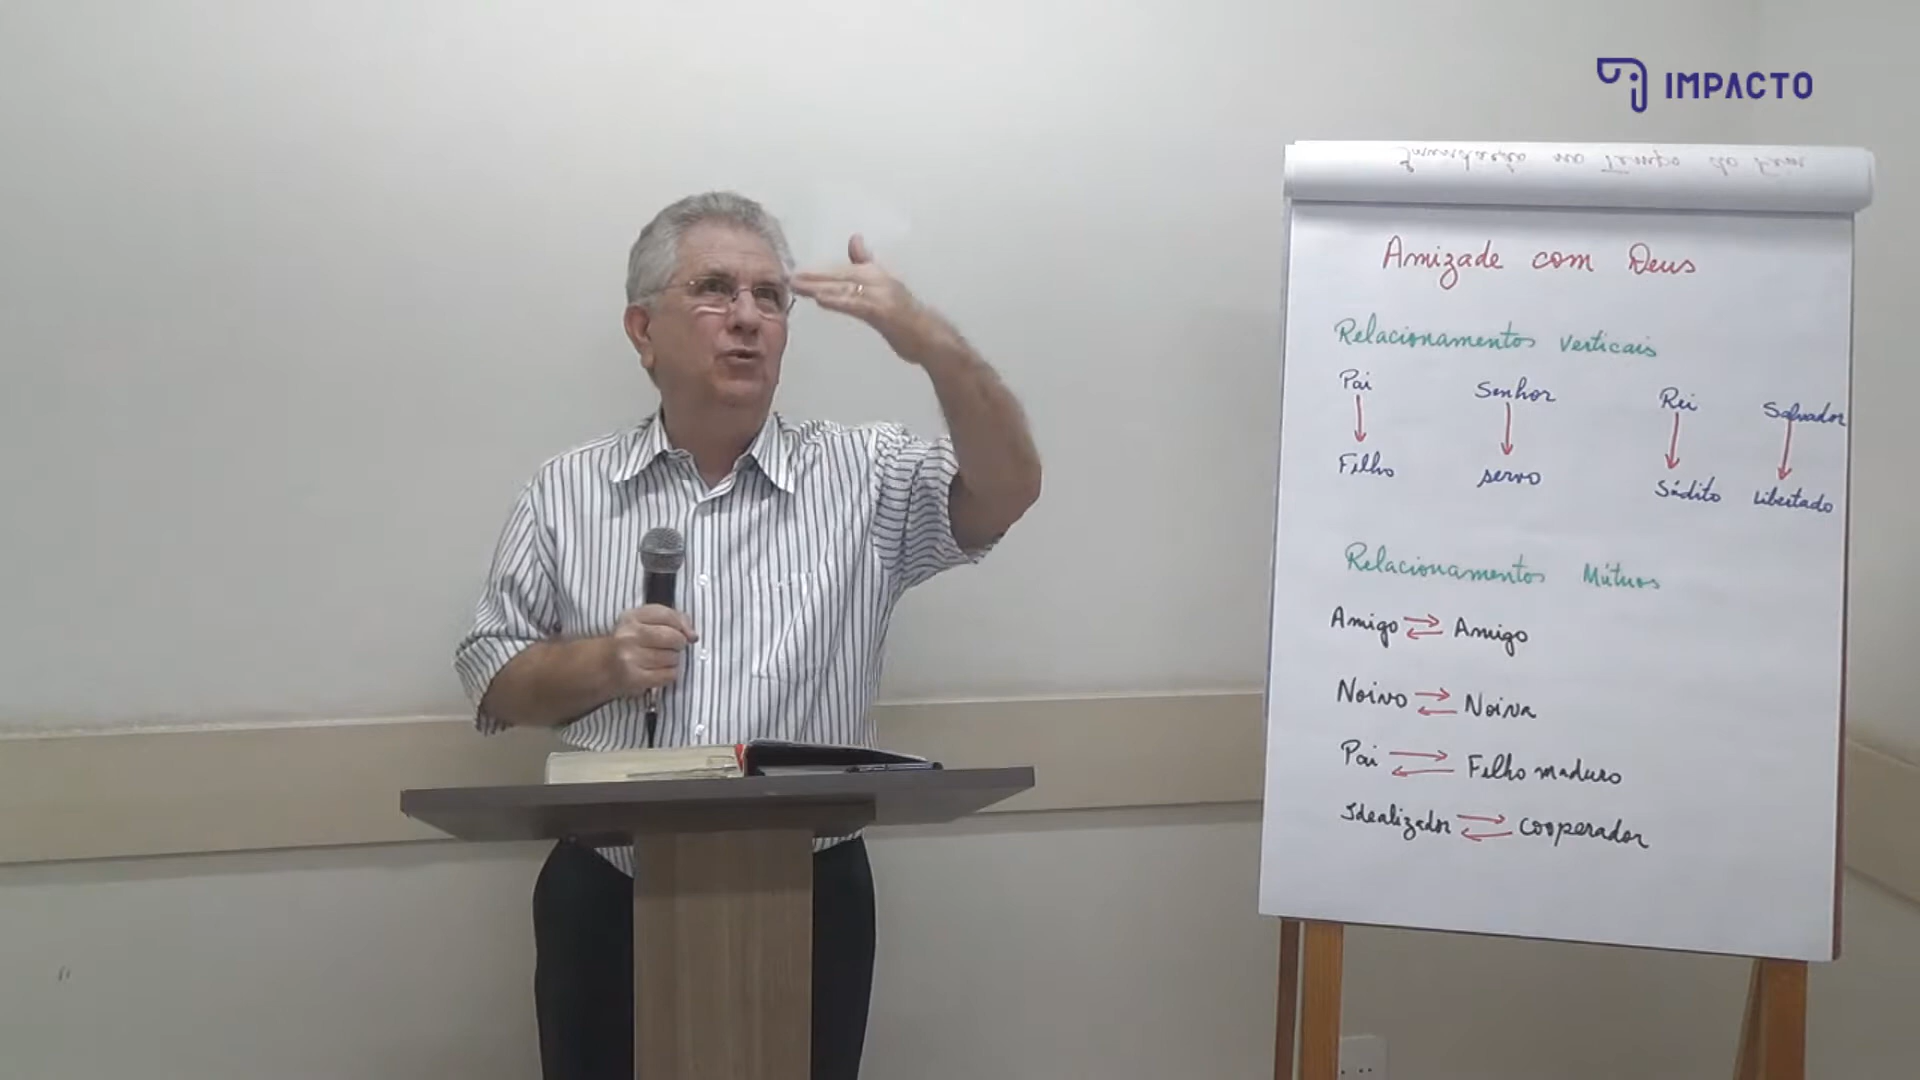 IMPACTO
Amizade com Deus
Relacionamentos verticais
Pai Senhor Rei Salvador
Filho servo Súdito Libertado
Relacionamentos Mútuos
Amigo Amigo
Noivo Noiva
Pai Filho maduro
Idealizador cooperador